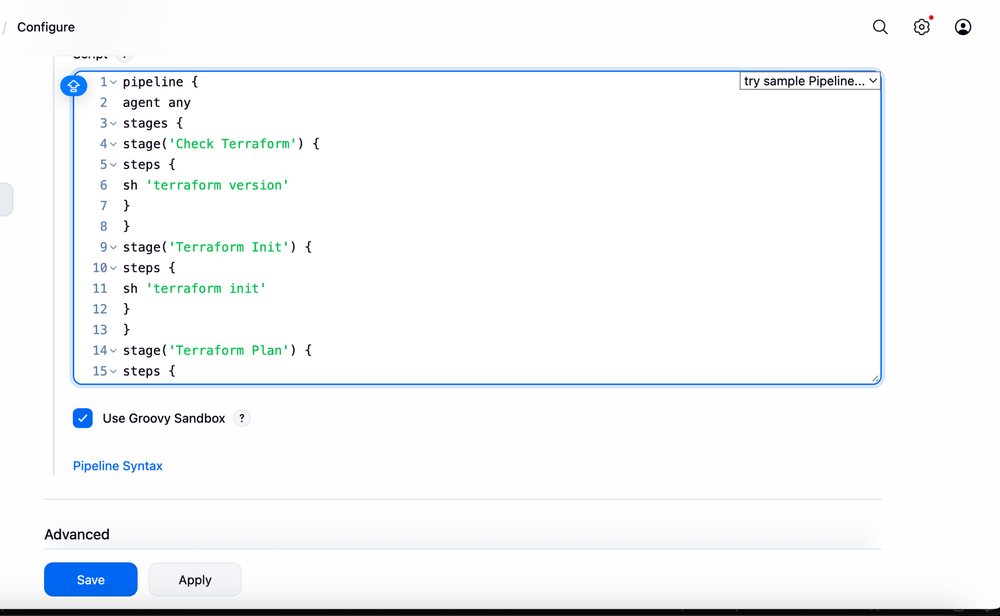 / Configure
Script ?
try sample Pipeline...
1 pipeline {
2 agent any
3 stages {
4 stage('Check Terraform') {
5 steps {
6 sh 'terraform version'
7 }
8 }
9 stage('Terraform Init') {
10 steps {
11 sh 'terraform init'
12 }
13 }
14 stage('Terraform Plan') {
15 steps {
Use Groovy Sandbox ?
Pipeline Syntax
Advanced
Save
Apply